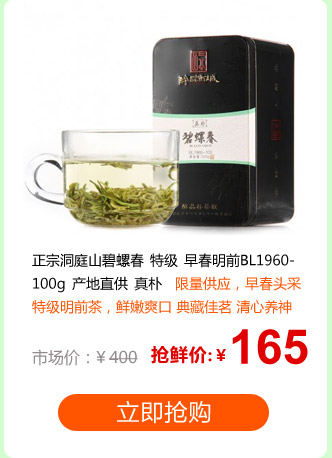 碧螺春
BL 1960-100
正宗洞庭山碧螺春 特级 早春明前BL1960-
100g 产地直供 真朴 限量供应，早春头采
特级明前茶，鲜嫩爽口 典藏佳茗 清心养神
市场价：￥400 抢鲜价:￥165
立即抢购